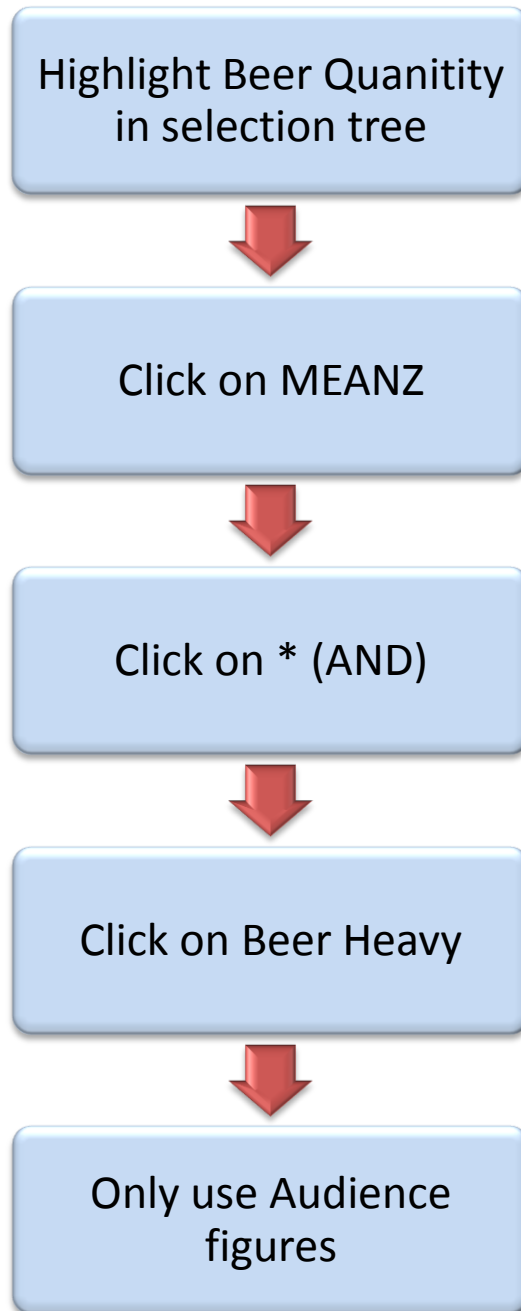 Highlight Beer Quanitity
in selection tree
Click on MEANZ
Click on * (AND)
Click on Beer Heavy
Only use Audience
figures